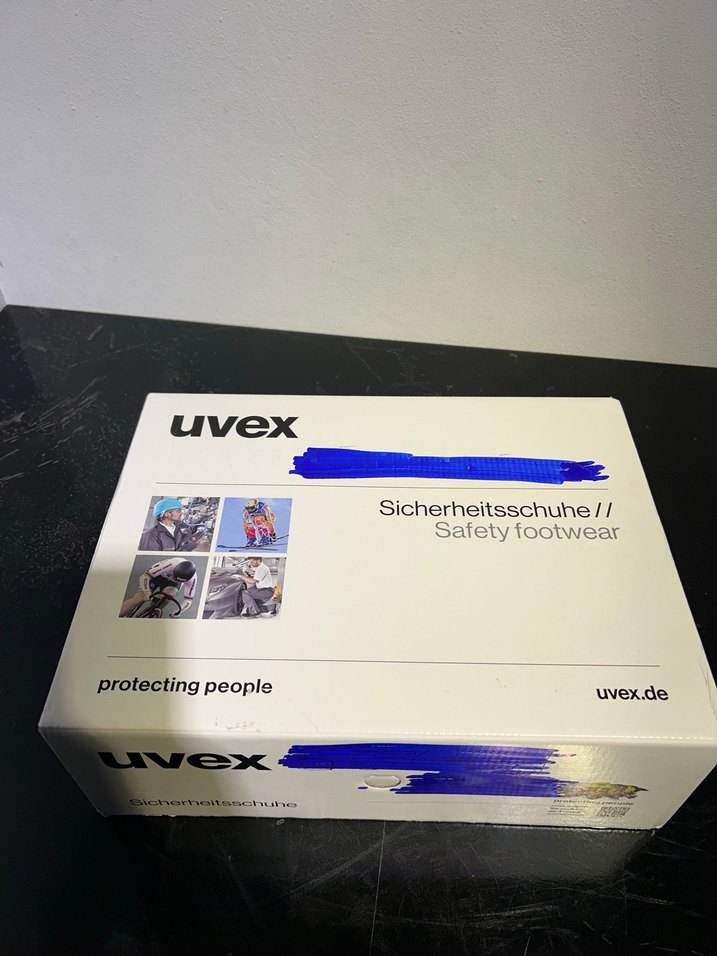 uvex
Sicherheitsschuhe //
Safety footwear
protecting people
uvex.de
uvex
Sicherheitsschuhe
protecting people